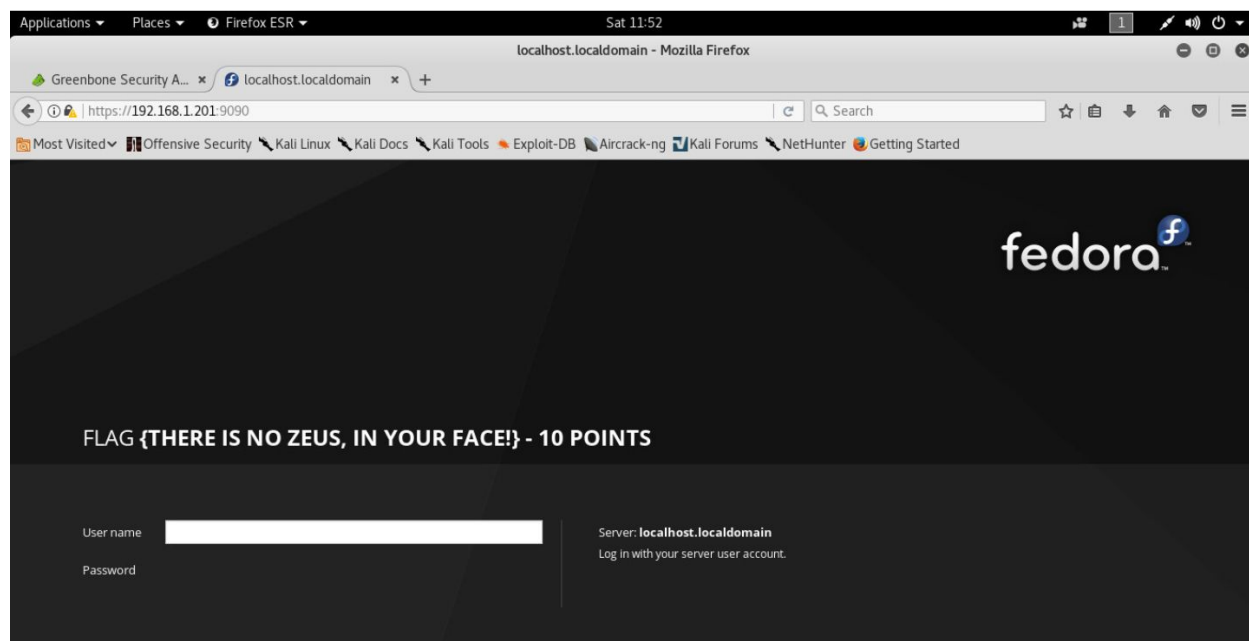 Applications Places Firefox ESR Sat 11:52 1
localhost.localdomain - Mozilla Firefox
Greenbone Security A... localhost.localdomain
https://192.168.1.201:9090 Search
Most Visited Offensive Security Kali Linux Kali Docs Kali Tools Exploit-DB Aircrack-ng Kali Forums NetHunter Getting Started
fedora
FLAG {THERE IS NO ZEUS, IN YOUR FACE!} - 10 POINTS
User name
Password
Server: localhost.localdomain
Log in with your server user account.